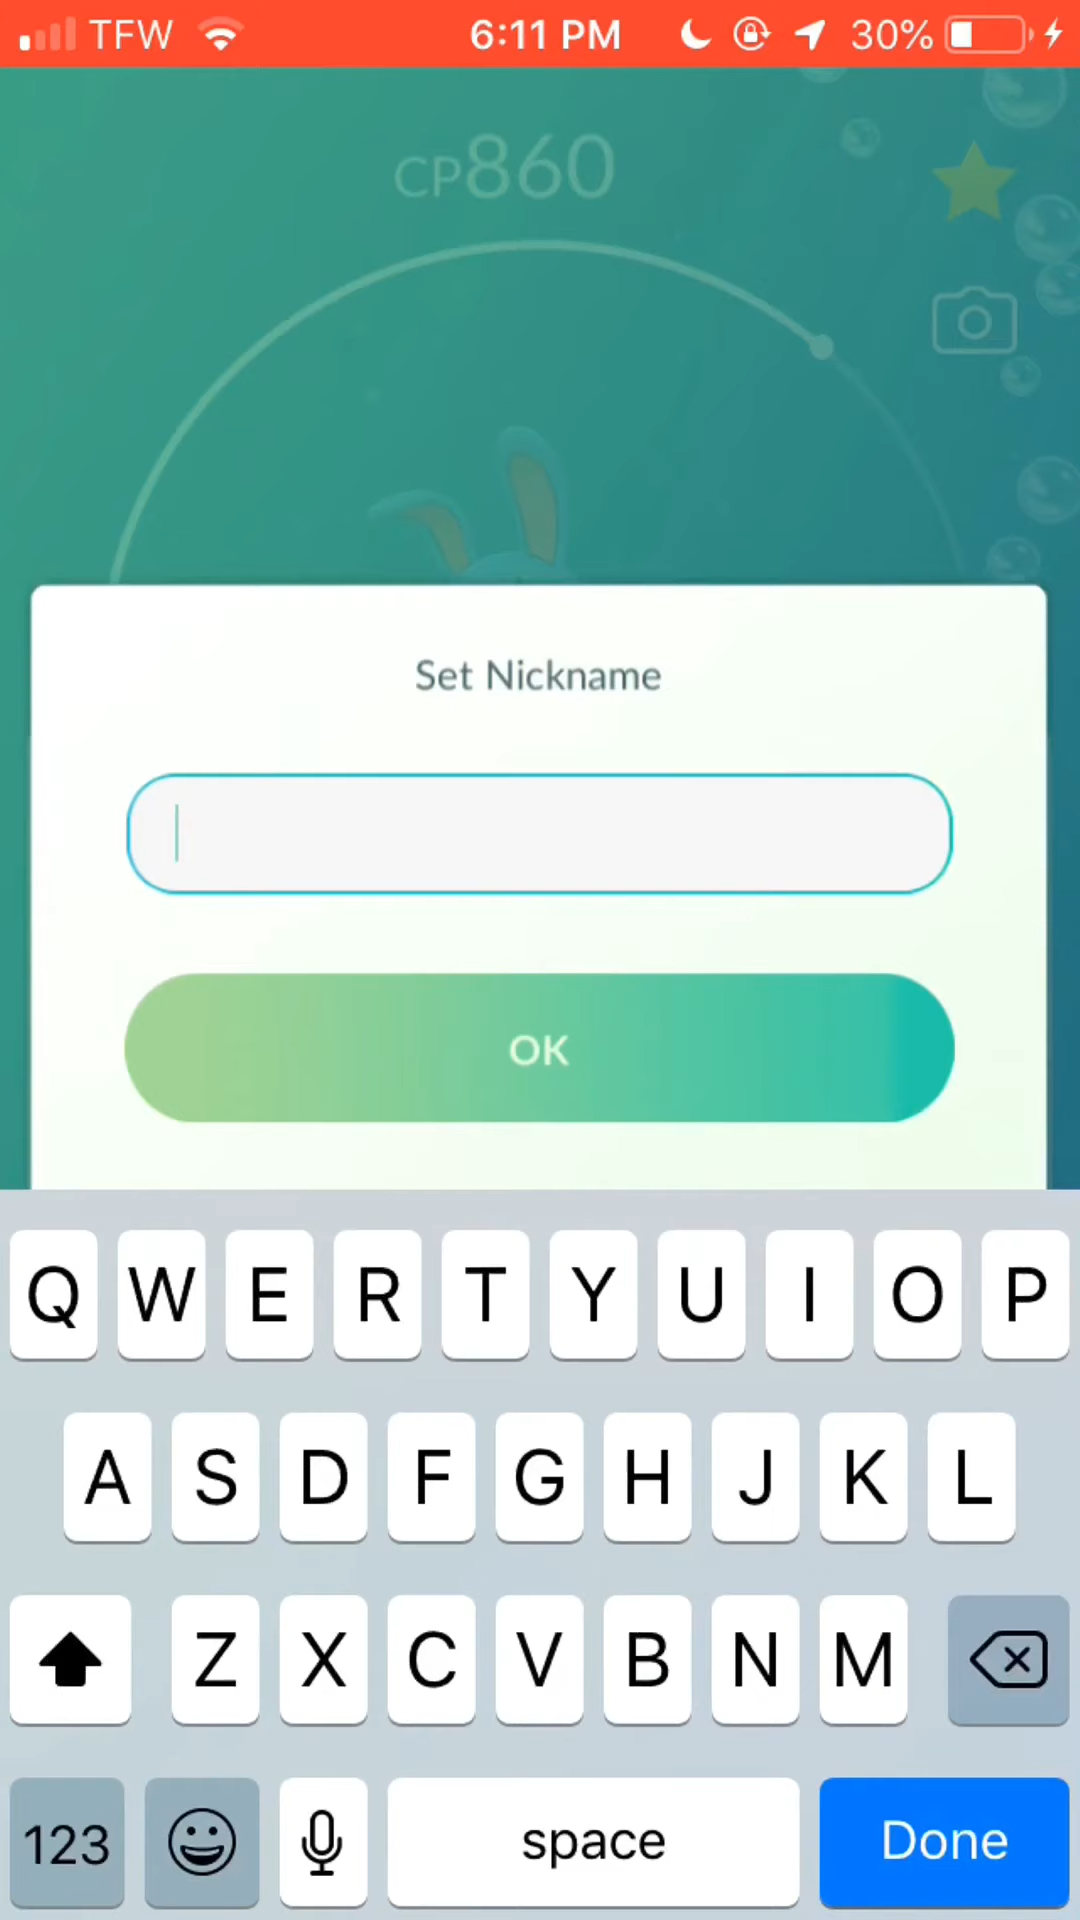 TFW 6:11 PM 30%
CP860
Set Nickname
OK
Q W E R T Y U I O P
A S D F G H J K L
Z X C V B N M
123 space Done